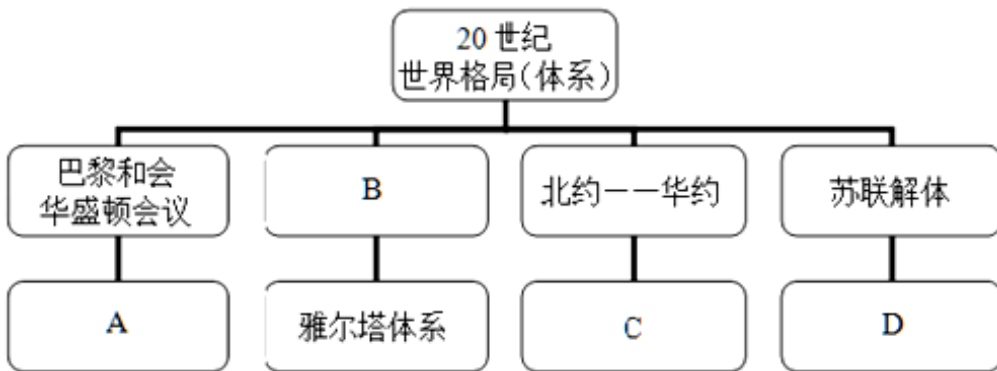 20 世纪
世界格局（体系）
巴黎和会
华盛顿会议
B
北约——华约
苏联解体
A
雅尔塔体系
C
D